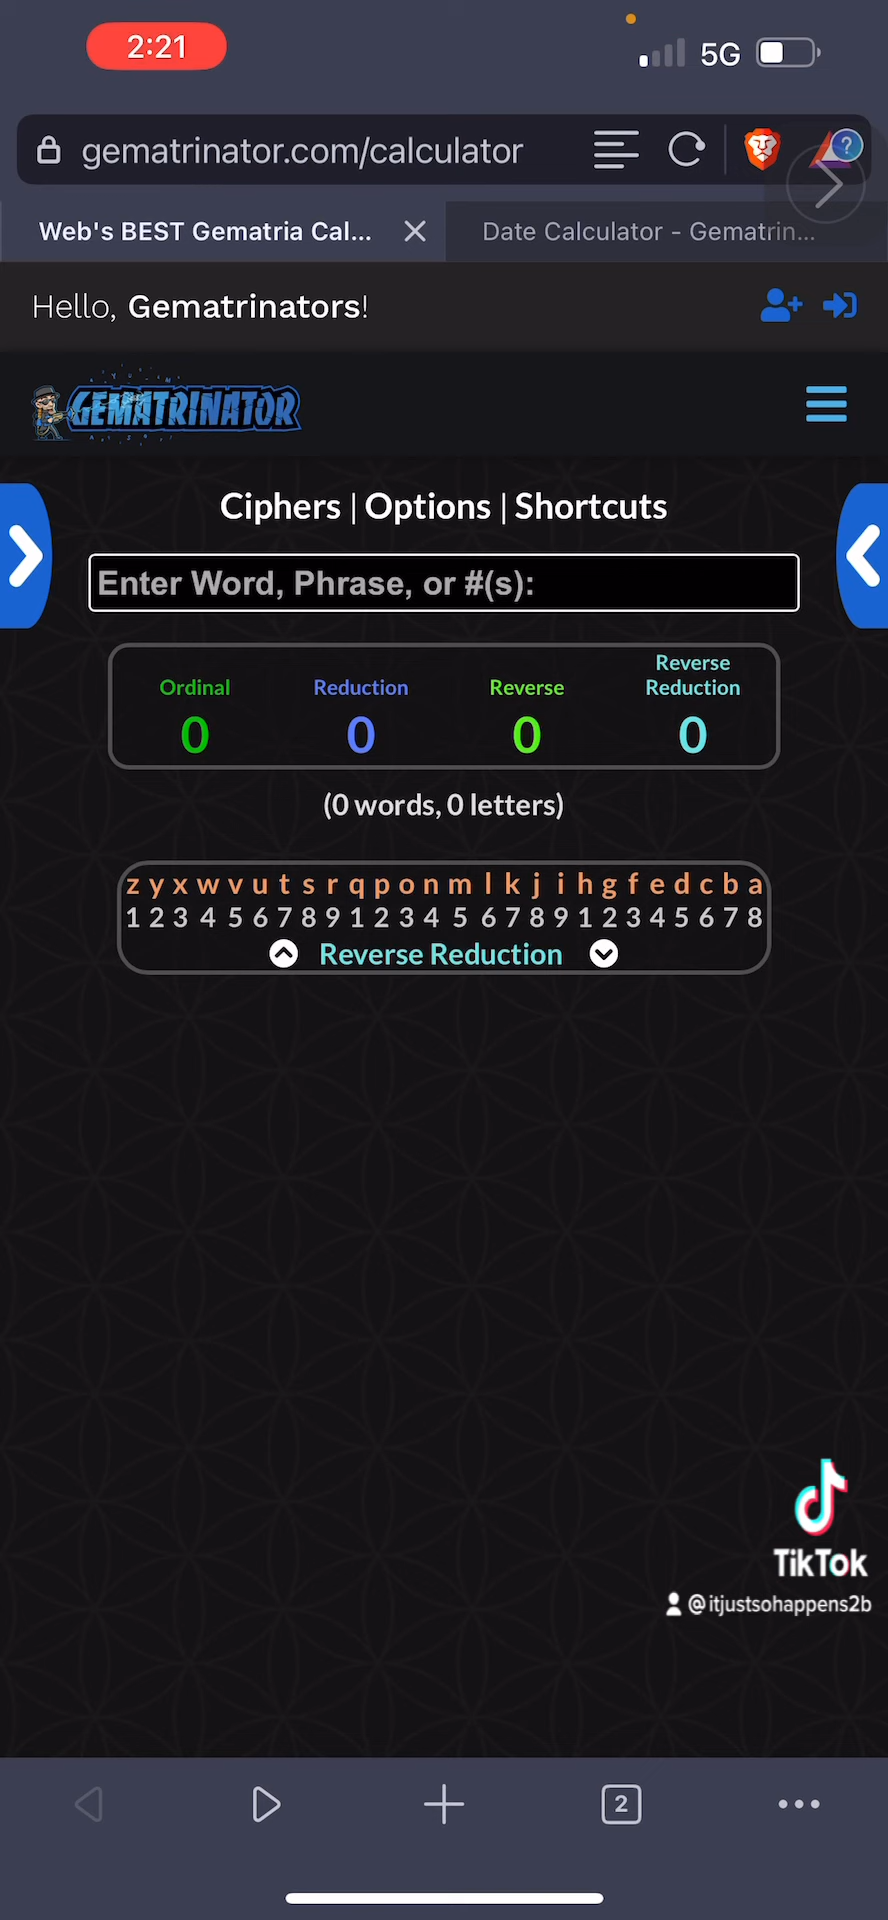 2:21
5G
gematrinator.com/calculator
?
Web's BEST Gematria Cal...
Date Calculator - Gematrin...
Hello, Gematrinators!
GEMATRINATOR
Ciphers | Options | Shortcuts
Enter Word, Phrase, or #(s):
Ordinal Reduction Reverse Reverse Reduction
0 0 0 0
(0 words, 0 letters)
z y x w v u t s r q p o n m l k j i h g f e d c b a
1 2 3 4 5 6 7 8 9 1 2 3 4 5 6 7 8 9 1 2 3 4 5 6 7 8
Reverse Reduction
TikTok
@itjustsohappens2b
2